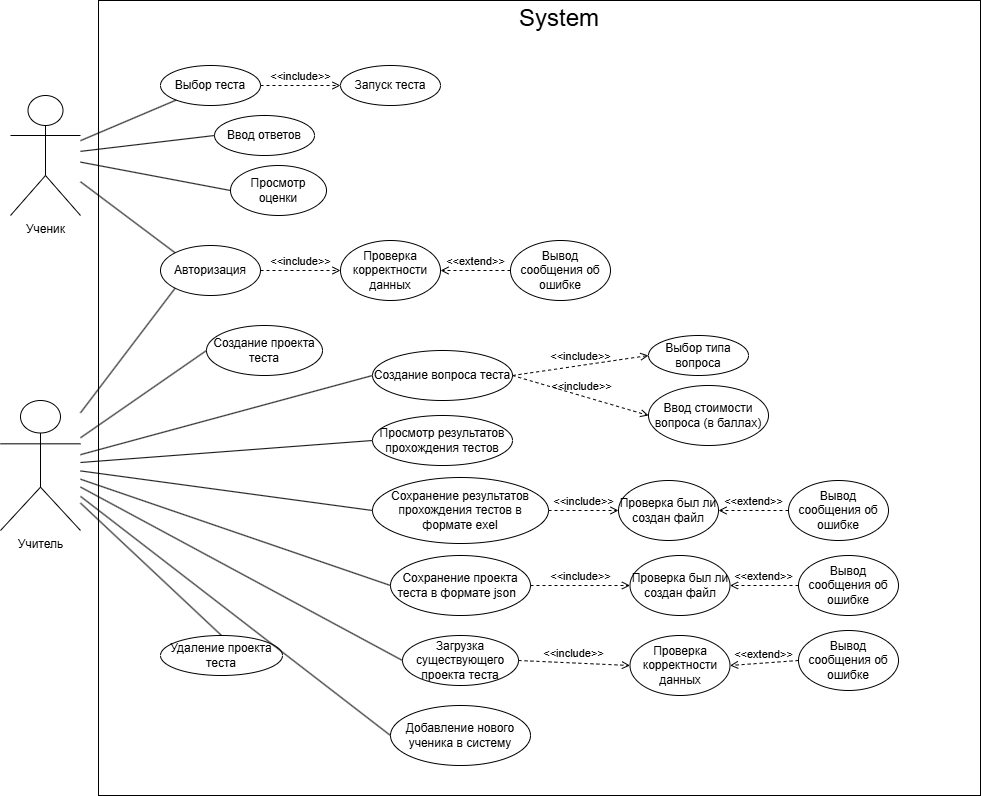 System
Выбор теста
<<include>>
Запуск теста
Ввод ответов
Просмотр
оценки
Ученик
Авторизация
<<include>>
Проверка
корректности
данных
<<extend>>
Вывод
сообщения об
ошибке
Создание проекта
теста
Создание вопроса теста
<<include>>
Выбор типа
вопроса
<<include>>
Ввод стоимости
вопроса (в баллах)
Просмотр результатов
прохождения тестов
Сохранение результатов
прохождения тестов в
формате exel
<<include>>
Проверка был ли
создан файл
<<extend>>
Вывод
сообщения об
ошибке
Учитель
Сохранение проекта
теста в формате json
<<include>>
Проверка был ли
создан файл
<<extend>>
Вывод
сообщения об
ошибке
Удаление проекта
теста
Загрузка
существующего
проекта теста
<<include>>
Проверка
корректности
данных
<<extend>>
Вывод
сообщения об
ошибке
Добавление нового
ученика в систему